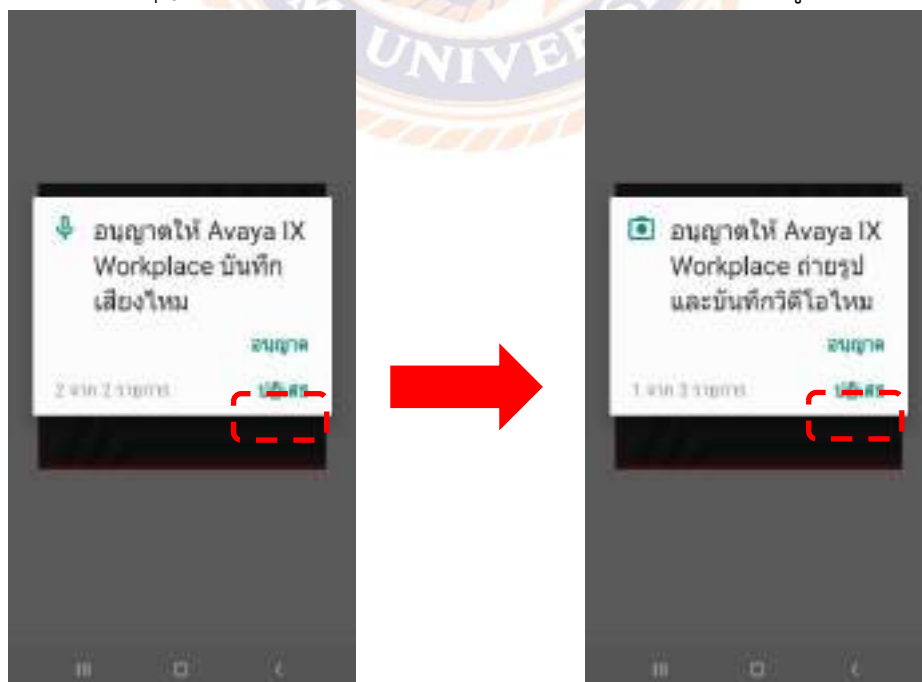 UNIVE
อนุญาตให้ Avaya IX
Workplace บันทึก
เสียงไหม
อนุญาต
2 จาก 2 รายการ
ปฏิเสธ
อนุญาตให้ Avaya IX
Workplace ถ่ายรูป
และบันทึกวิดีโอไหม
อนุญาต
1 จาก 3 รายการ
ปฏิเสธ